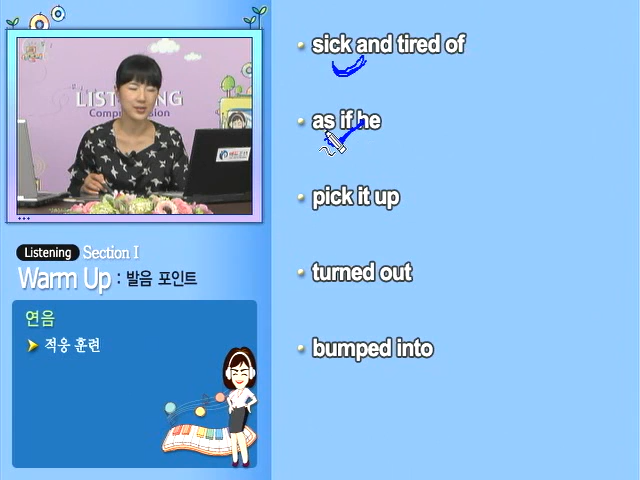 LISTENING
Comprehension
Listening Section I
Warm Up : 발음 포인트
연음
적응 훈련
sick and tired of
as if he
pick it up
turned out
bumped into